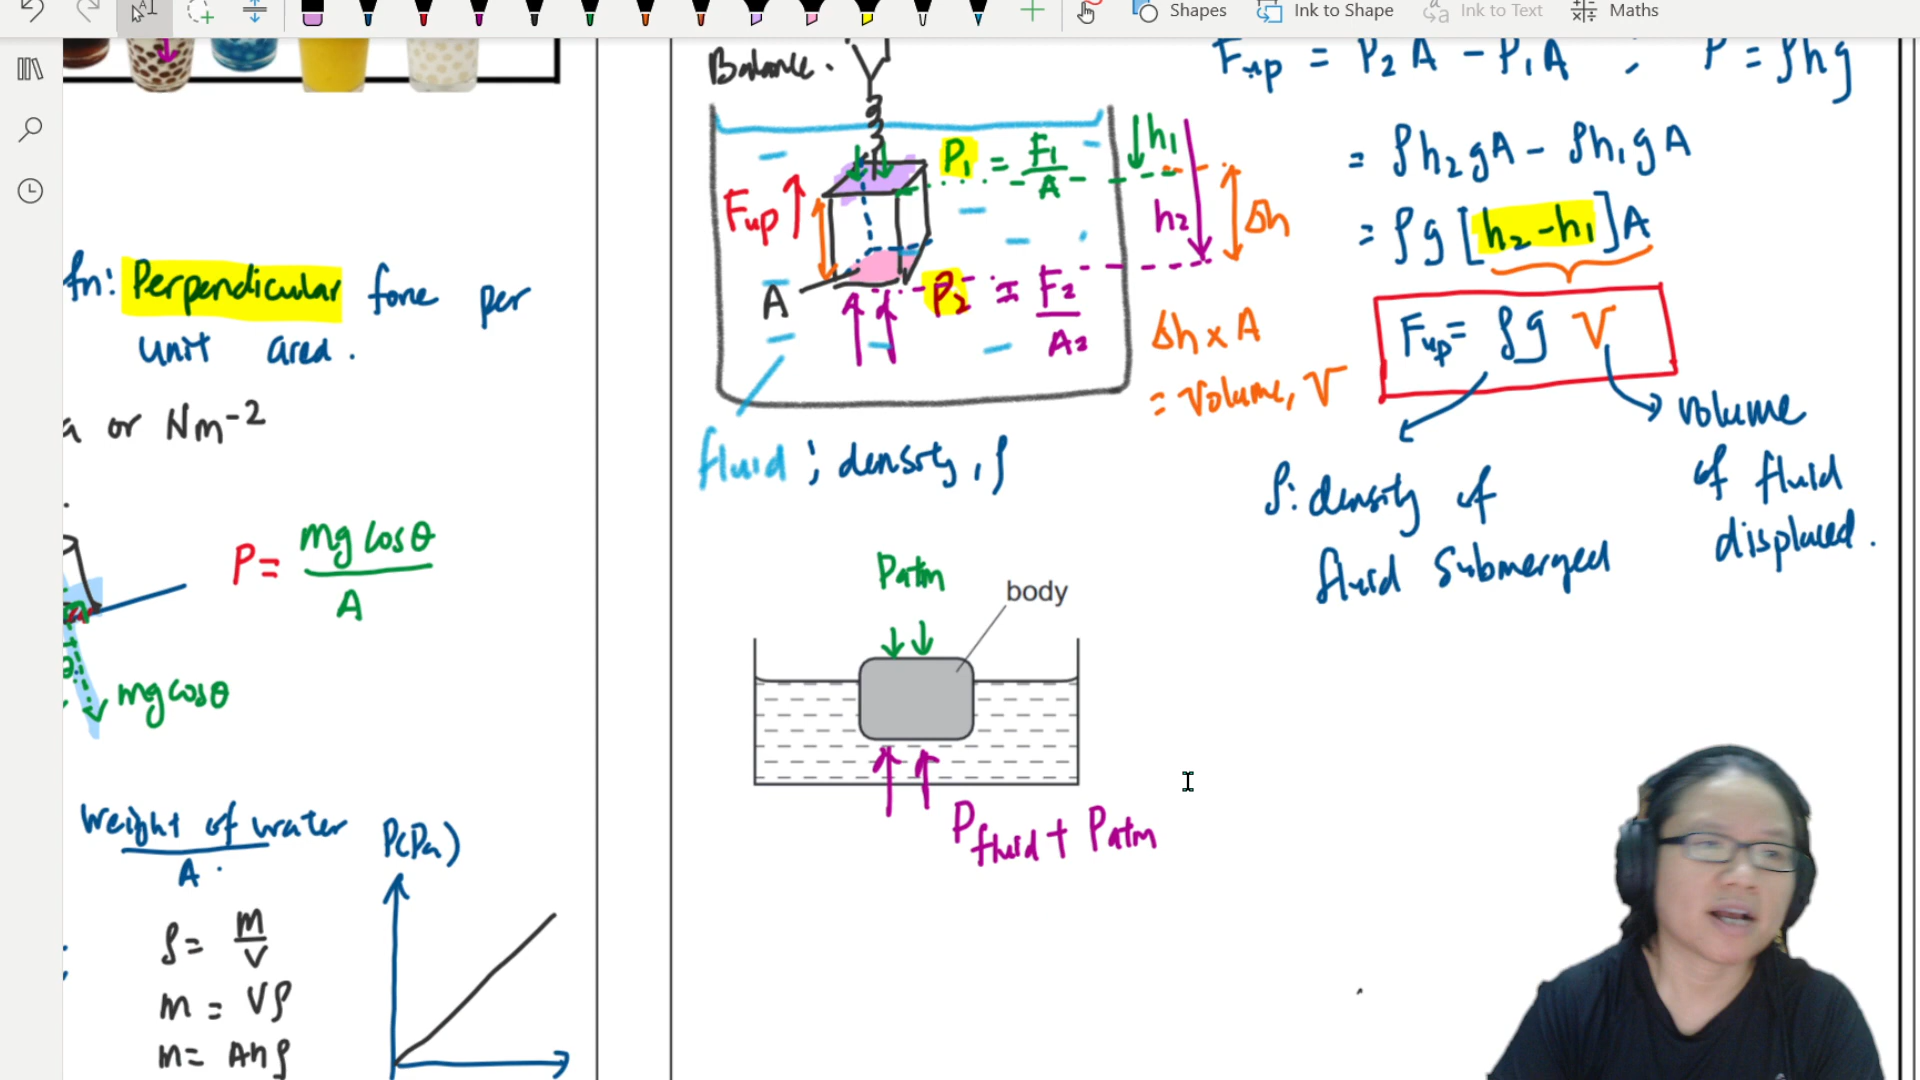 Shapes
Ink to Shape
Ink to Text
Maths
fn: Perpendicular force per
unit area.
a or Nm⁻²
P = mg cosθ / A
mg cosθ
Weight of water / A.
P(Pa)
ρ = m/V
m = Vρ
m = Ahρ
Balance.
P₁ = F₁/A
h₁
Fup
h₂
Δh
A
P₂ = F₂/A₂
Δh x A
= Volume, V
fluid ; density, ρ
Fup = P₂A - P₁A , P = ρhg
= ρh₂gA - ρh₁gA
= ρg[h₂-h₁]A
Fup = ρg V
ρ: density of
fluid submerged
volume
of fluid
displaced.
Patm
body
Pfluid + Patm